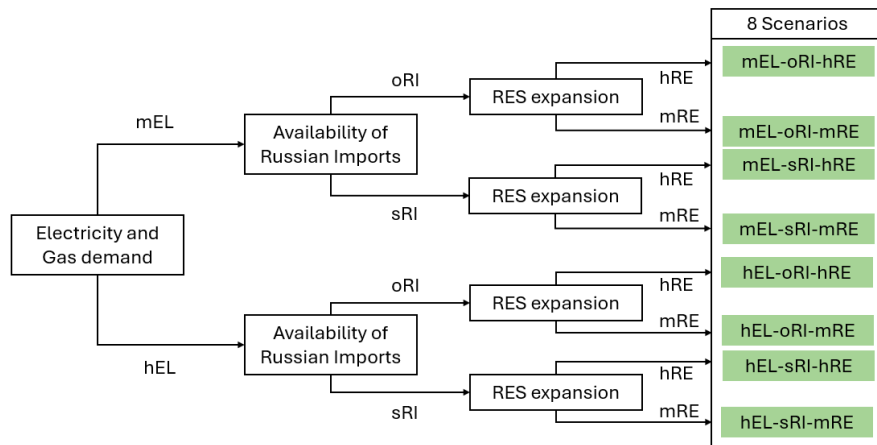 8 Scenarios
mEL-oRI-hRE
oRI
hRE
RES expansion
mEL
mRE
mEL-oRI-mRE
Availability of
Russian Imports
mEL-sRI-hRE
hRE
RES expansion
sRI
mRE
mEL-sRI-mRE
Electricity and
Gas demand
hEL-oRI-hRE
oRI
hRE
RES expansion
mRE
hEL-oRI-mRE
Availability of
Russian Imports
hEL
hEL-sRI-hRE
hRE
RES expansion
sRI
mRE
hEL-sRI-mRE